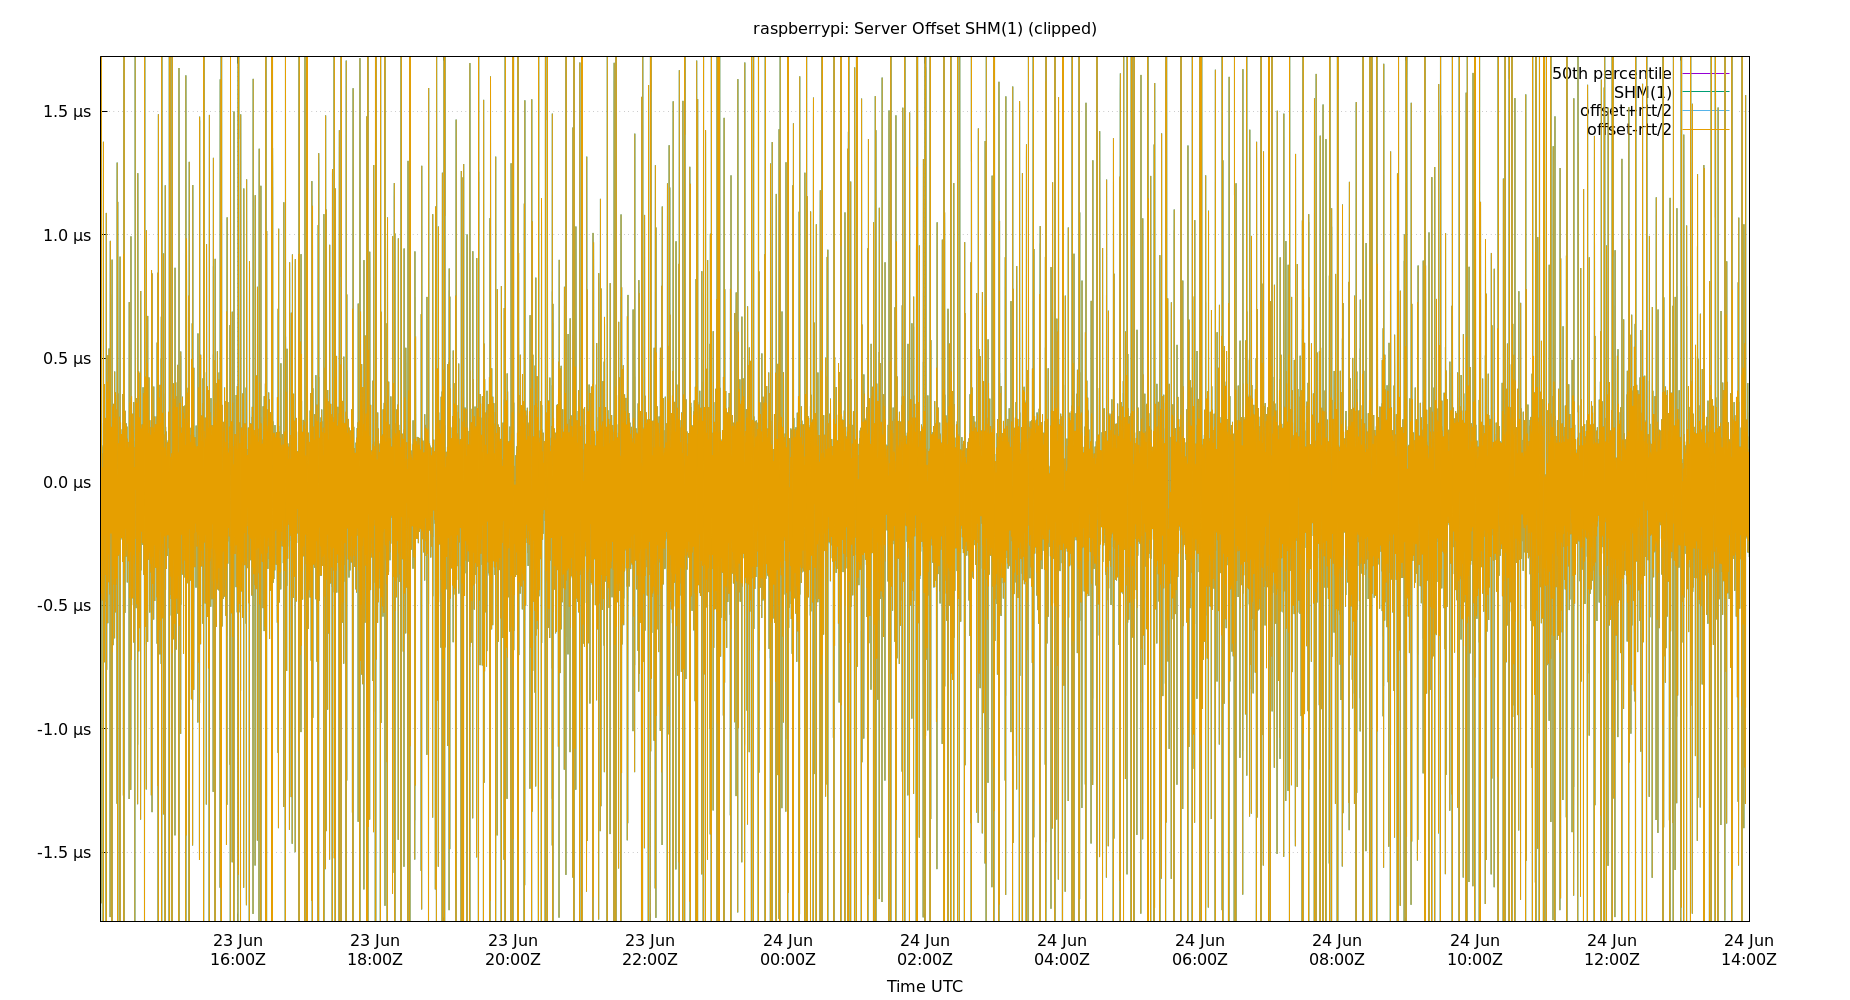 raspberrypi: Server Offset SHM(1) (clipped)
50th percentile
SHM(1)
offset+rtt/2
offset-rtt/2
1.5 µs
1.0 µs
0.5 µs
0.0 µs
-0.5 µs
-1.0 µs
-1.5 µs
23 Jun 23 Jun 23 Jun 23 Jun 24 Jun 24 Jun 24 Jun 24 Jun 24 Jun 24 Jun 24 Jun 24 Jun
16:00Z 18:00Z 20:00Z 22:00Z 00:00Z 02:00Z 04:00Z 06:00Z 08:00Z 10:00Z 12:00Z 14:00Z
Time UTC